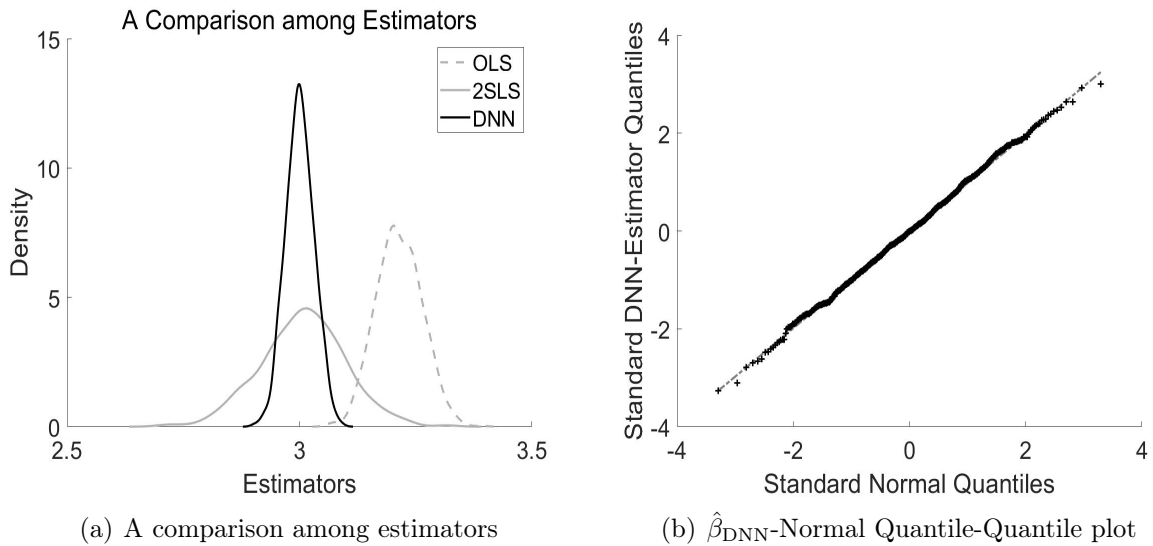 A Comparison among Estimators
15
10
5
0
Density
OLS
2SLS
DNN
2.5 3 3.5
Estimators
(a) A comparison among estimators
4
2
0
-2
-4
Standard DNN-Estimator Quantiles
-4 -2 0 2 4
Standard Normal Quantiles
(b) β̂DNN-Normal Quantile-Quantile plot